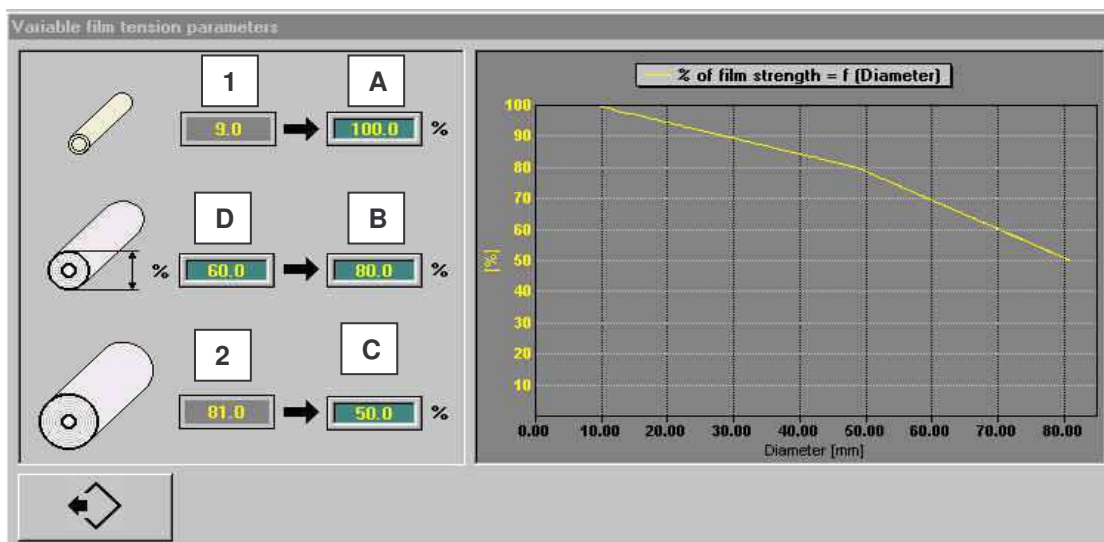 Variable film tension parameters
1 A
9.0 100.0 %
D B
% 60.0 80.0 %
2 C
81.0 50.0 %
% of film strength = f (Diameter)
100
90
80
70
60
50
40
30
20
10
[%]
0.00 10.00 20.00 30.00 40.00 50.00 60.00 70.00 80.00
Diameter [mm]